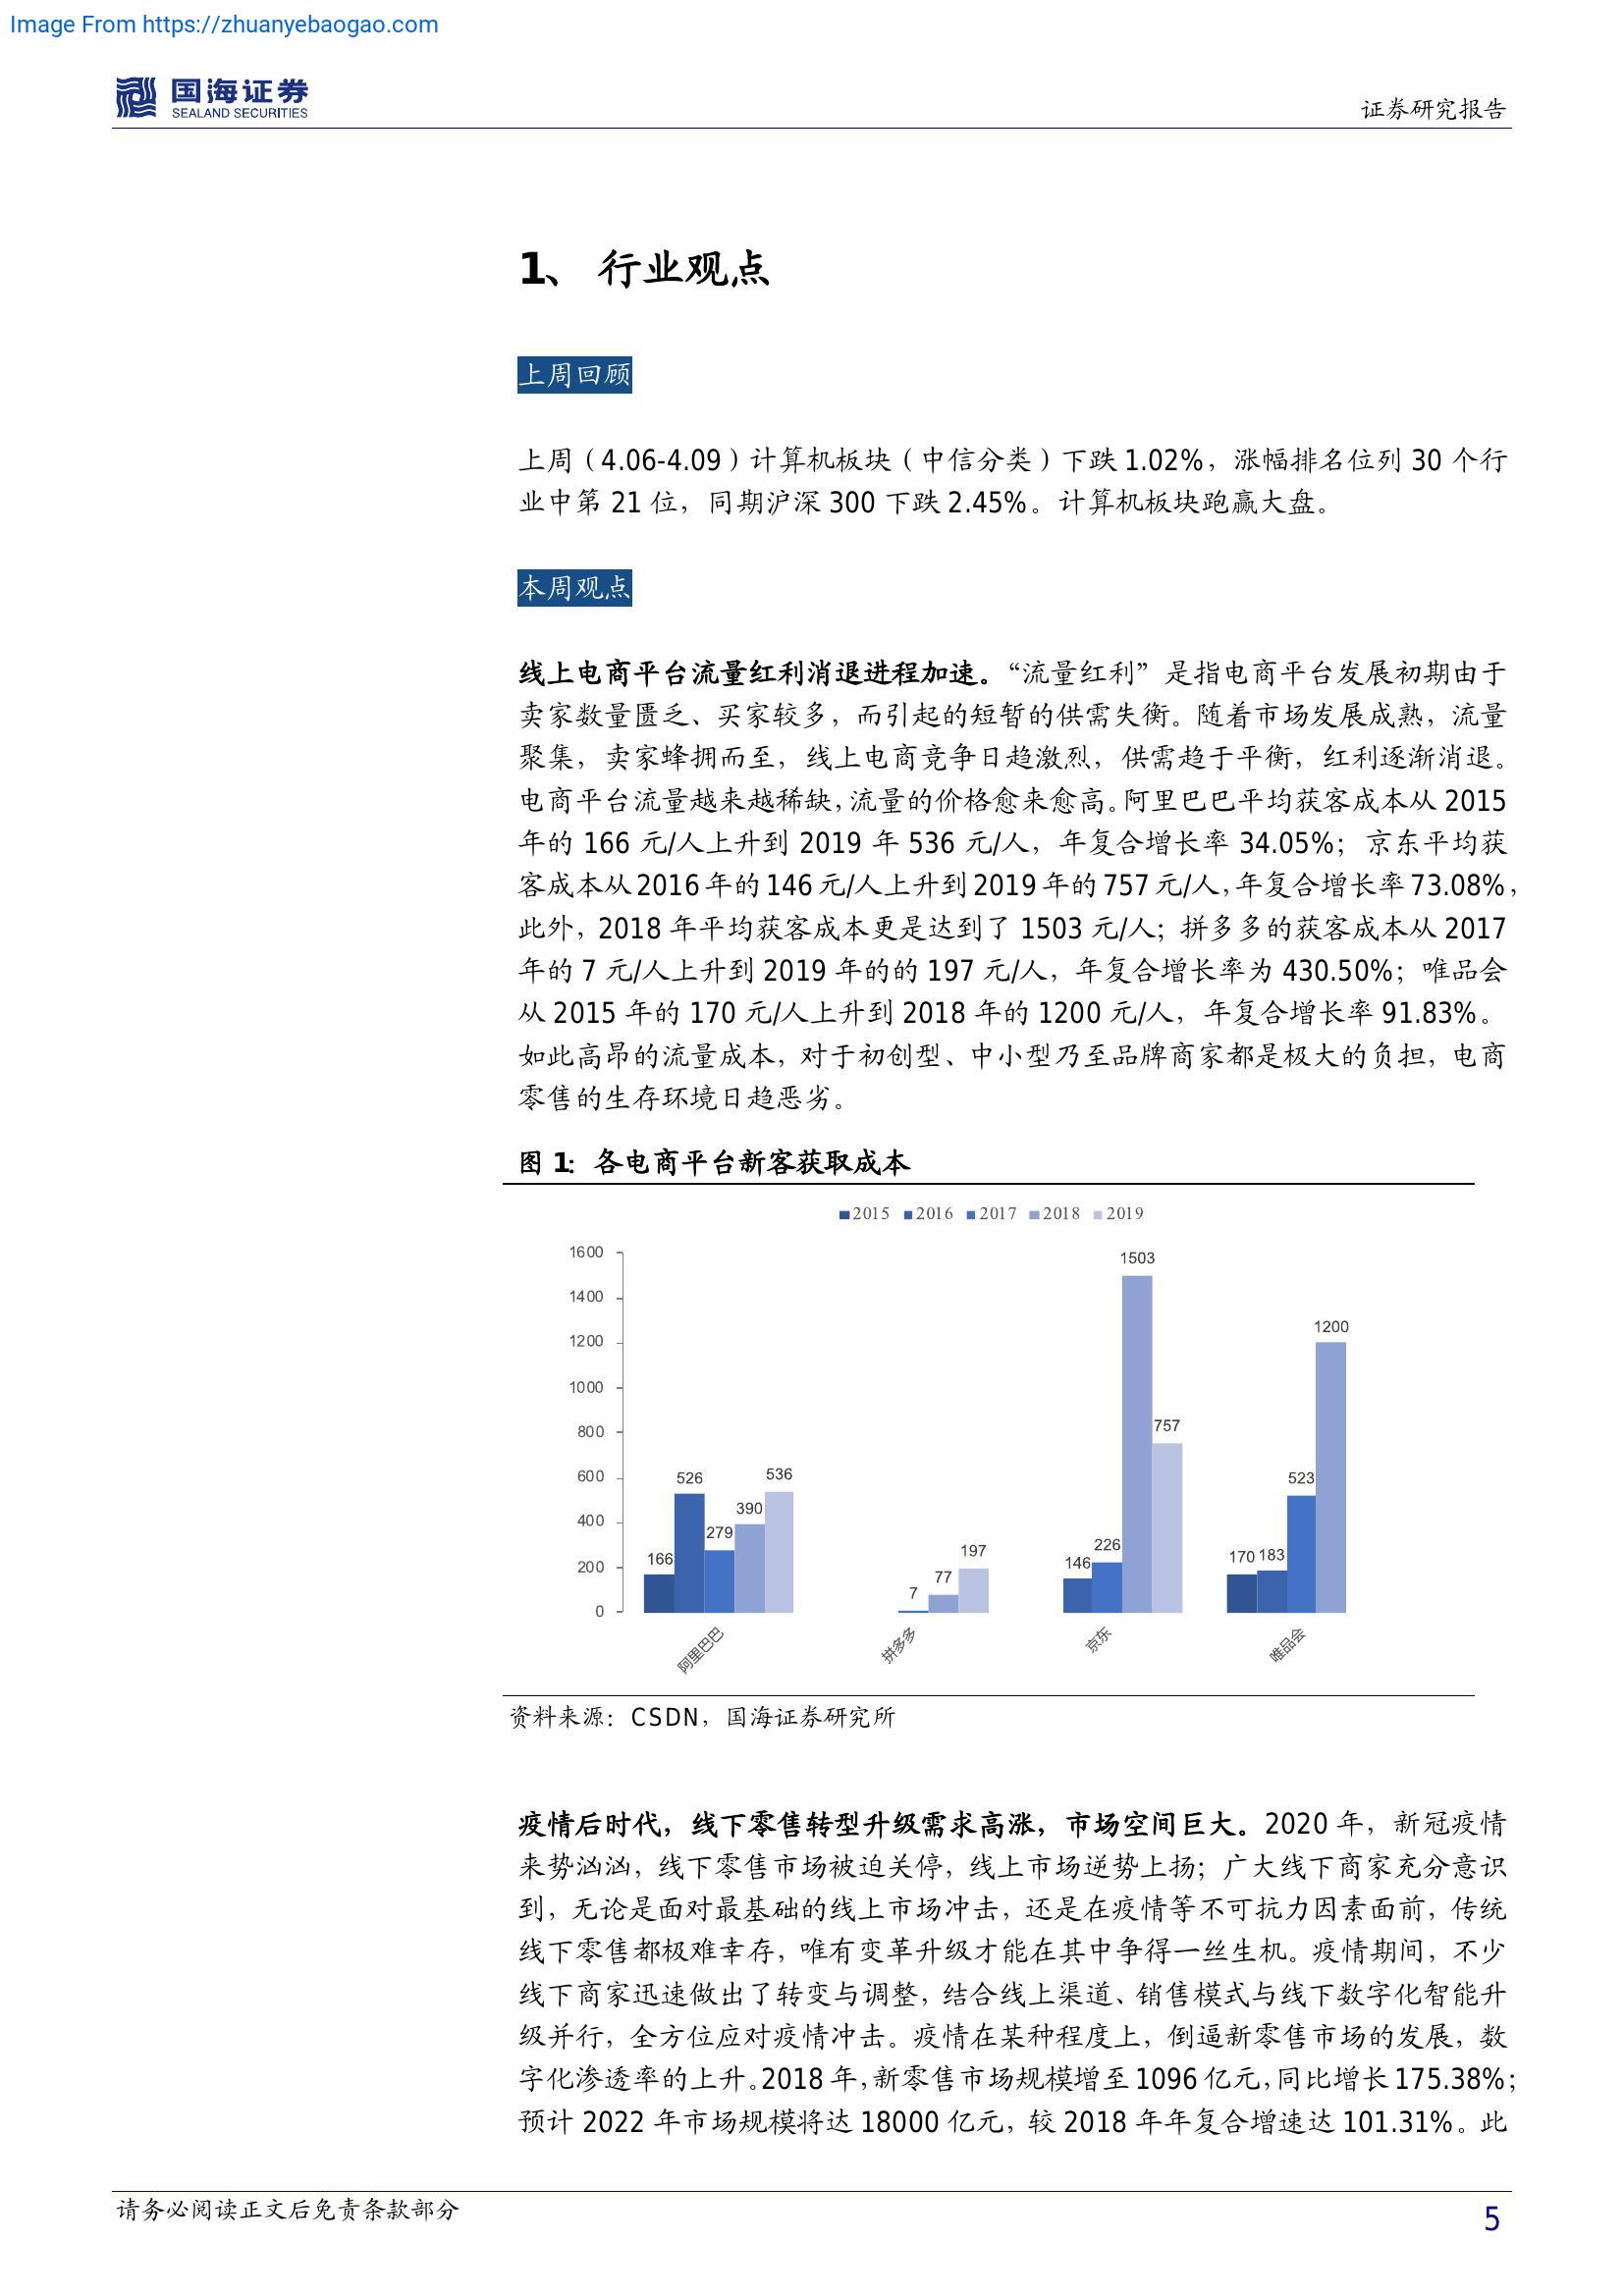 Image From https://zhuanyebaogao.com
国海证券
SEALAND SECURITIES
证券研究报告
1、 行业观点
上周回顾
上周（4.06-4.09）计算机板块（中信分类）下跌 1.02%，涨幅排名位列 30 个行
业中第 21 位，同期沪深 300 下跌 2.45%。计算机板块跑赢大盘。
本周观点
线上电商平台流量红利消退进程加速。“流量红利”是指电商平台发展初期由于
卖家数量匮乏、买家较多，而引起的短暂的供需失衡。随着市场发展成熟，流量
聚集，卖家蜂拥而至，线上电商竞争日趋激烈，供需趋于平衡，红利逐渐消退。
电商平台流量越来越稀缺，流量的价格愈来愈高。阿里巴巴平均获客成本从 2015
年的 166 元/人上升到 2019 年 536 元/人，年复合增长率 34.05%；京东平均获
客成本从 2016 年的 146 元/人上升到 2019 年的 757 元/人，年复合增长率 73.08%，
此外，2018 年平均获客成本更是达到了 1503 元/人；拼多多的获客成本从 2017
年的 7 元/人上升到 2019 年的的 197 元/人，年复合增长率为 430.50%；唯品会
从 2015 年的 170 元/人上升到 2018 年的 1200 元/人，年复合增长率 91.83%。
如此高昂的流量成本，对于初创型、中小型乃至品牌商家都是极大的负担，电商
零售的生存环境日趋恶劣。
图 1：各电商平台新客获取成本
2015 2016 2017 2018 2019
1600
1400
1200
1000
800
600
400
200
0
166
526
279
390
536
7
77
197
146
226
1503
757
170
183
523
1200
阿里巴巴
拼多多
京东
唯品会
资料来源：CSDN，国海证券研究所
疫情后时代，线下零售转型升级需求高涨，市场空间巨大。2020 年，新冠疫情
来势汹汹，线下零售市场被迫关停，线上市场逆势上扬；广大线下商家充分意识
到，无论是面对最基础的线上市场冲击，还是在疫情等不可抗力因素面前，传统
线下零售都极难幸存，唯有变革升级才能在其中争得一丝生机。疫情期间，不少
线下商家迅速做出了转变与调整，结合线上渠道、销售模式与线下数字化智能升
级并行，全方位应对疫情冲击。疫情在某种程度上，倒逼新零售市场的发展，数
字化渗透率的上升。2018 年，新零售市场规模增至 1096 亿元，同比增长 175.38%；
预计 2022 年市场规模将达 18000 亿元，较 2018 年年复合增速达 101.31%。此
请务必阅读正文后免责条款部分
5